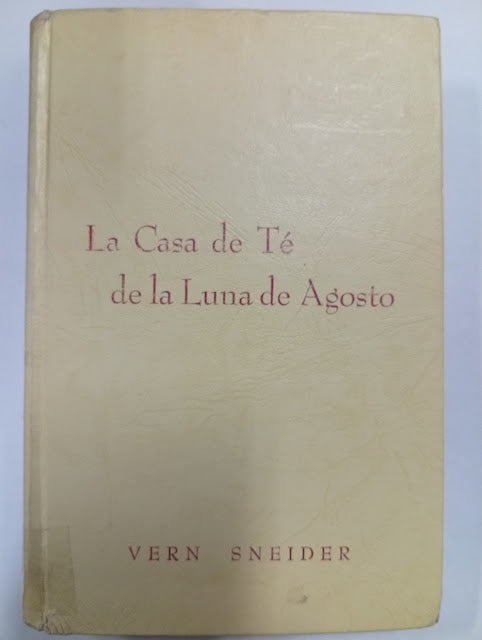 La Casa de Té
de la Luna de Agosto
VERN SNEIDER